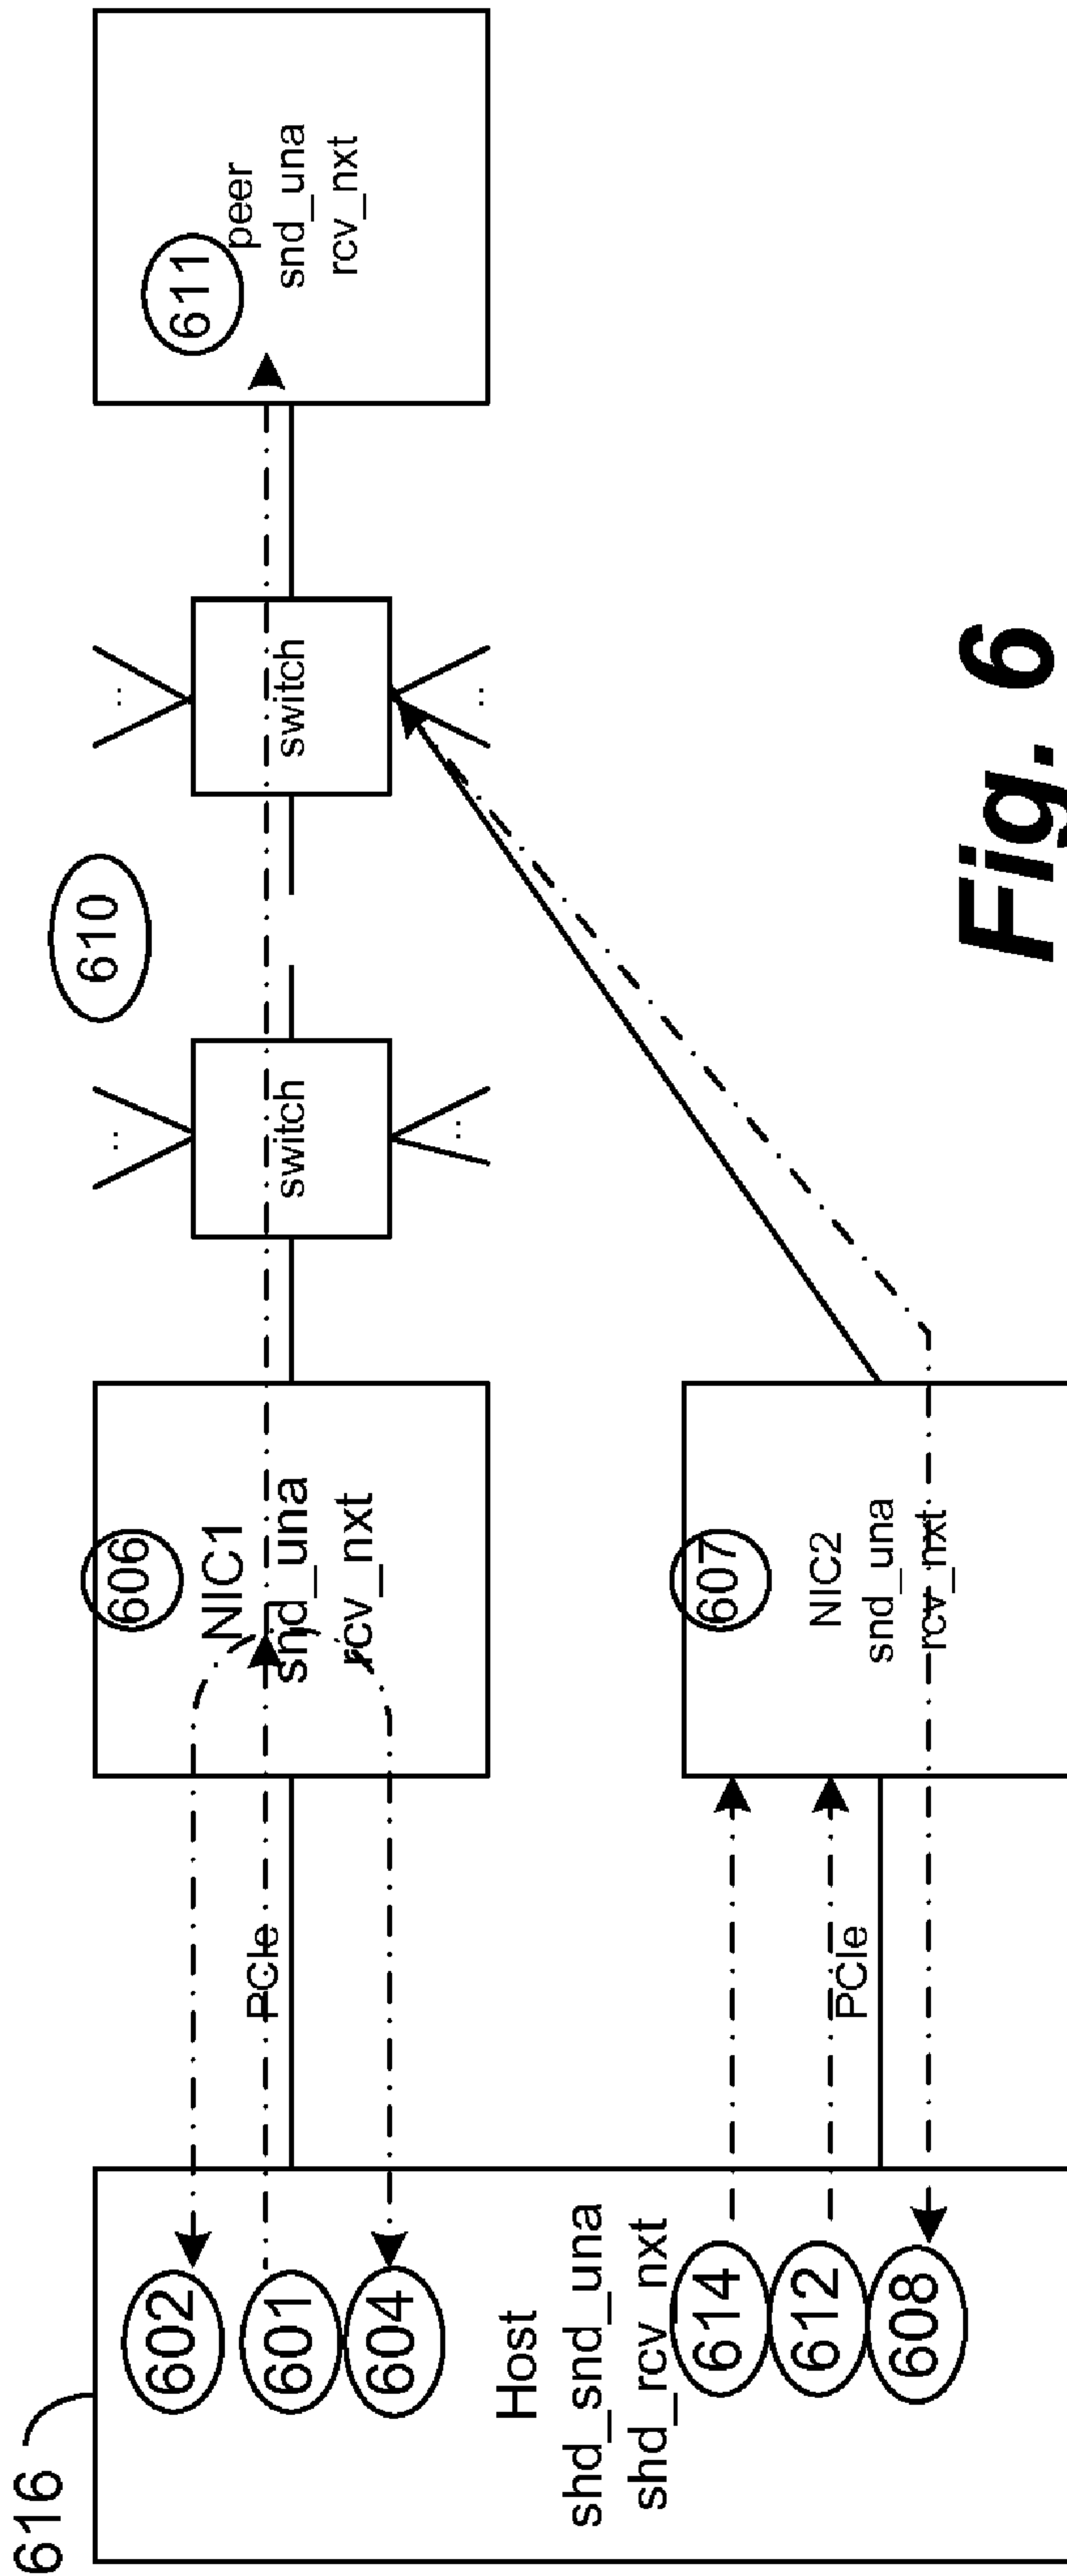 616
602
601
604
Host
shd_snd_una
shd_rcv_nxt
614
612
608
PCIe
PCIe
606
NIC1
snd_una
rcv_nxt
607
NIC2
snd_una
rcv_nxt
switch
..
..
610
switch
..
..
611
peer
snd_una
rcv_nxt
Fig. 6